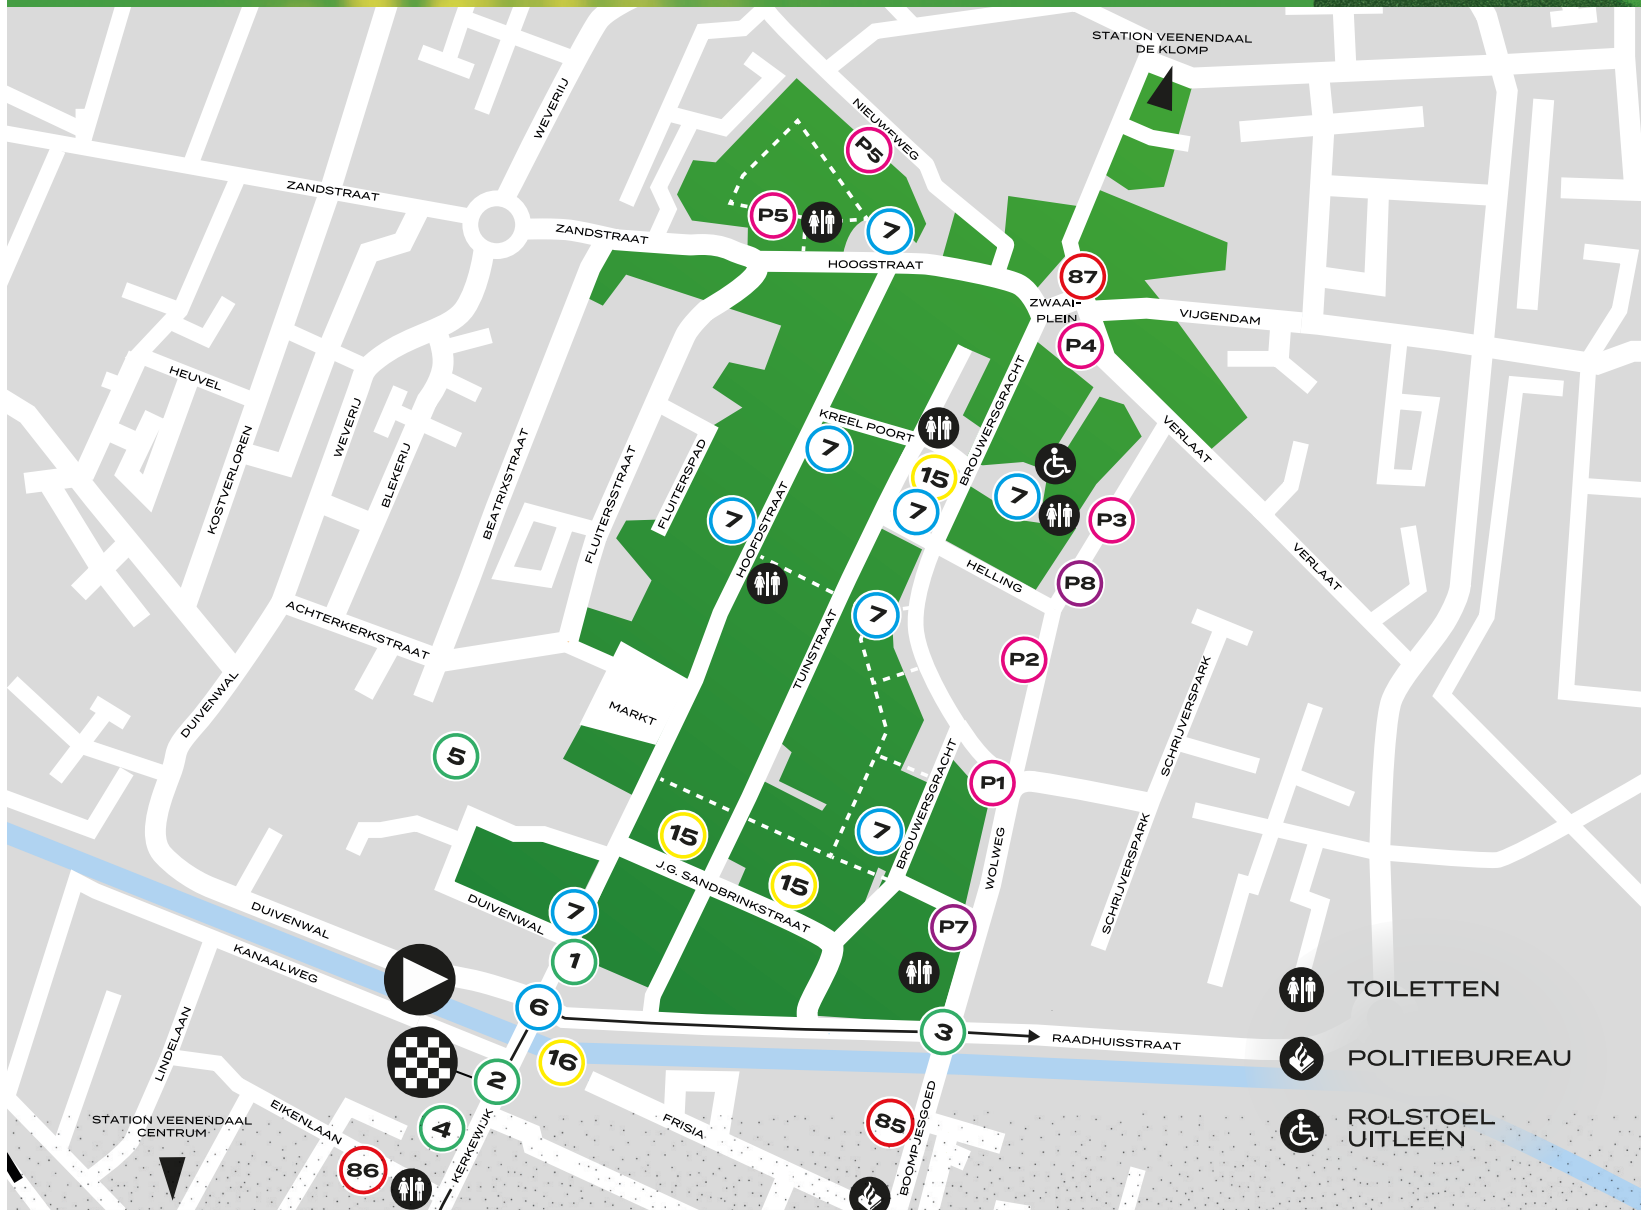 STATION VEENENDAAL
DE KLOMP
WEVERIJ
NIEUWEWEG
P5
ZANDSTRAAT
P5
7
ZANDSTRAAT
HOOGSTRAAT
87
ZWAAI-
PLEIN
VIJGENDAM
P4
HEUVEL
KOSTVERLOREN
WEVERIJ
BLEKERIJ
BEATRIXSTRAAT
FLUITERSSTRAAT
FLUITERSPAD
KREEL POORT
7
BROUWERSGRACHT
VERLAAT
15
7
7
HOOFDSTRAAT
7
P3
VERLAAT
HELLING
P8
ACHTERKERKSTRAAT
7
TUINSTRAAT
P2
DUIVENWAL
MARKT
SCHRIJVERSPARK
5
BROUWERSGRACHT
P1
15
7
WOLWEG
SCHRIJVERSPARK
J.G. SANDBRINKSTRAAT
15
DUIVENWAL
7
DUIVENWAL
P7
KANAALWEG
1
TOILETTEN
6
3
RAADHUISSTRAAT
LINDELAAN
16
POLITIEBUREAU
2
STATION VEENENDAAL
CENTRUM
EIKENLAAN
4
KERKEWIJK
FRISIA
85
BOOMPJESGOED
ROLSTOEL
UITLEEN
86